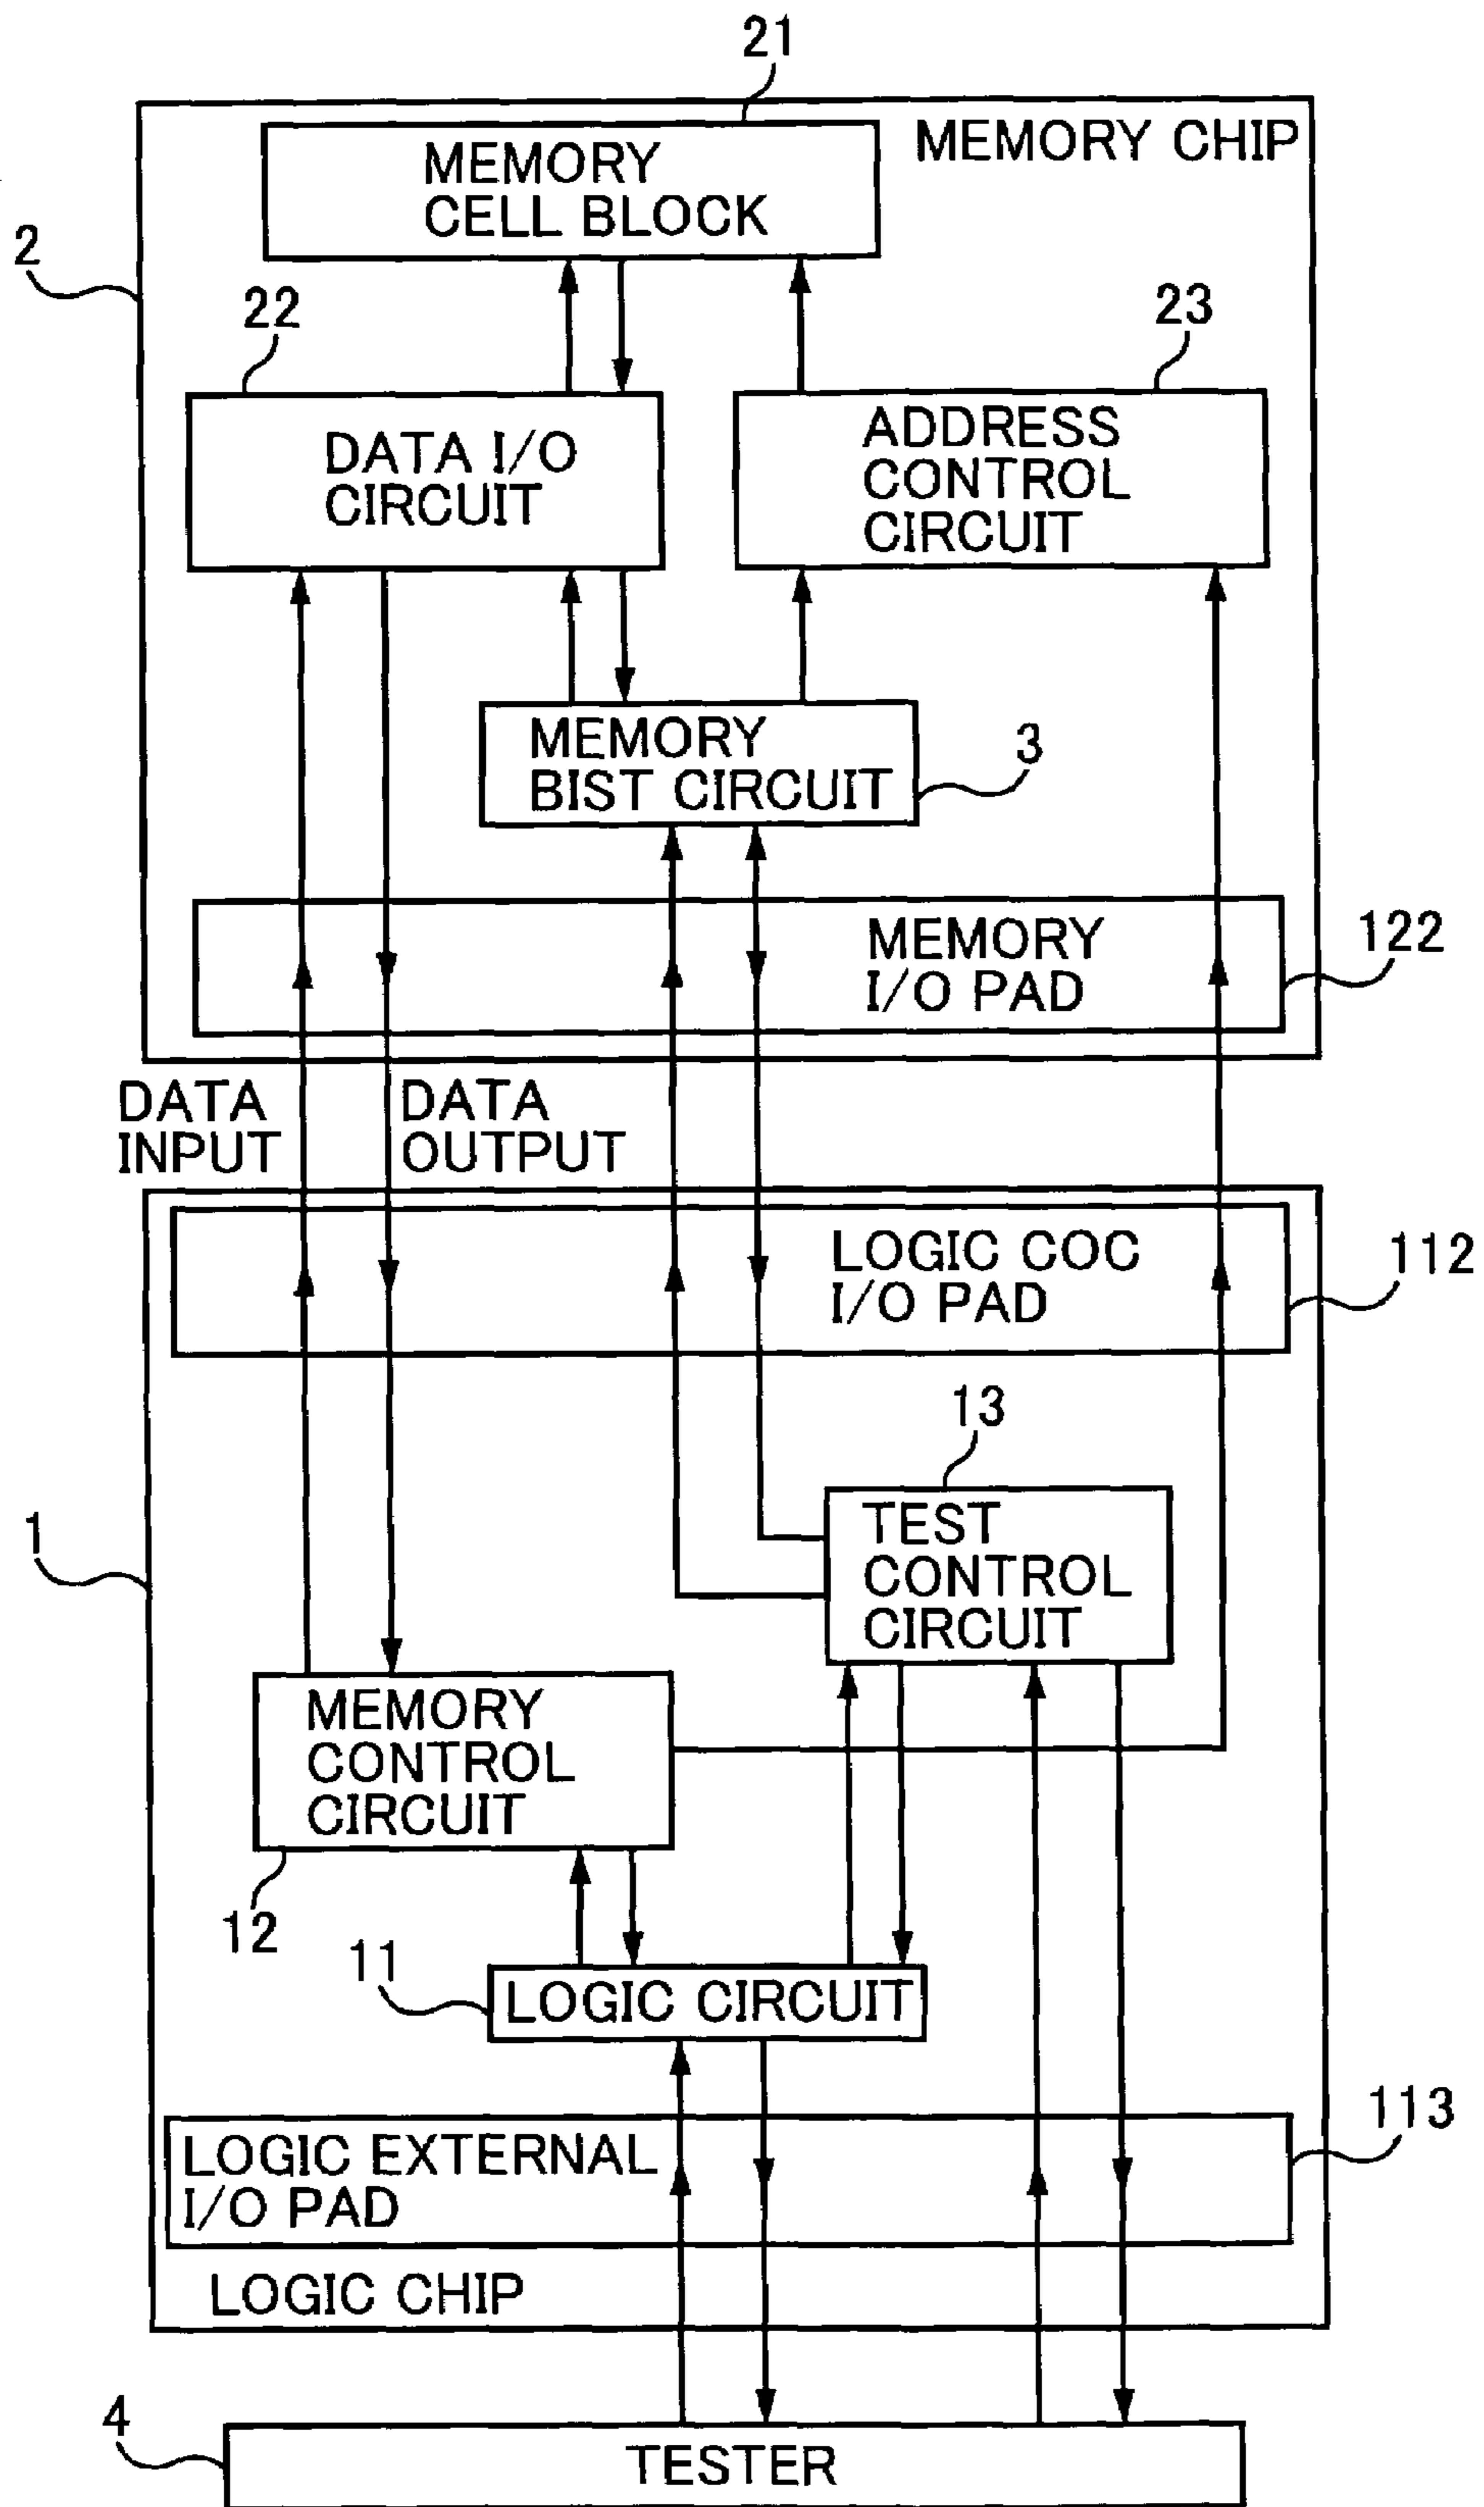 21
MEMORY CHIP
MEMORY
CELL BLOCK
2
22
23
DATA I/O
CIRCUIT
ADDRESS
CONTROL
CIRCUIT
MEMORY
BIST CIRCUIT
3
MEMORY
I/O PAD
122
DATA
INPUT
DATA
OUTPUT
LOGIC COC
I/O PAD
112
13
1
TEST
CONTROL
CIRCUIT
MEMORY
CONTROL
CIRCUIT
12
11
LOGIC CIRCUIT
113
LOGIC EXTERNAL
I/O PAD
LOGIC CHIP
4
TESTER